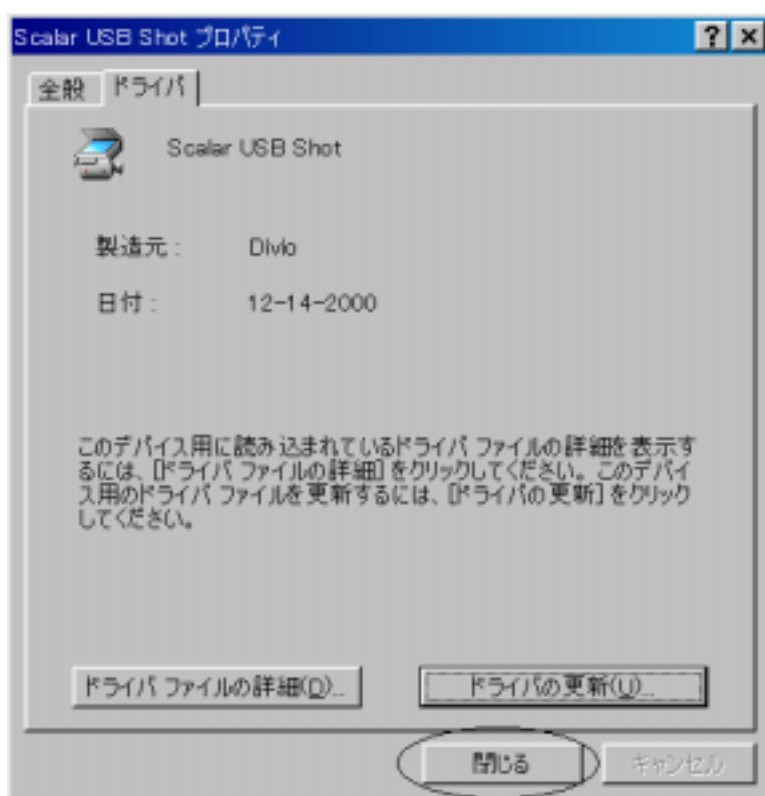 Scalar USB Shot プロパティ
全般 ドライバ
Scalar USB Shot
製造元 : Divio
日付 : 12-14-2000
このデバイス用に読み込まれているドライバ ファイルの詳細を表示す
るには、[ドライバ ファイルの詳細] をクリックしてください。このデバイ
ス用のドライバ ファイルを更新するには、[ドライバの更新] をクリック
してください。
ドライバ ファイルの詳細(D)... ドライバの更新(U)...
閉じる キャンセル